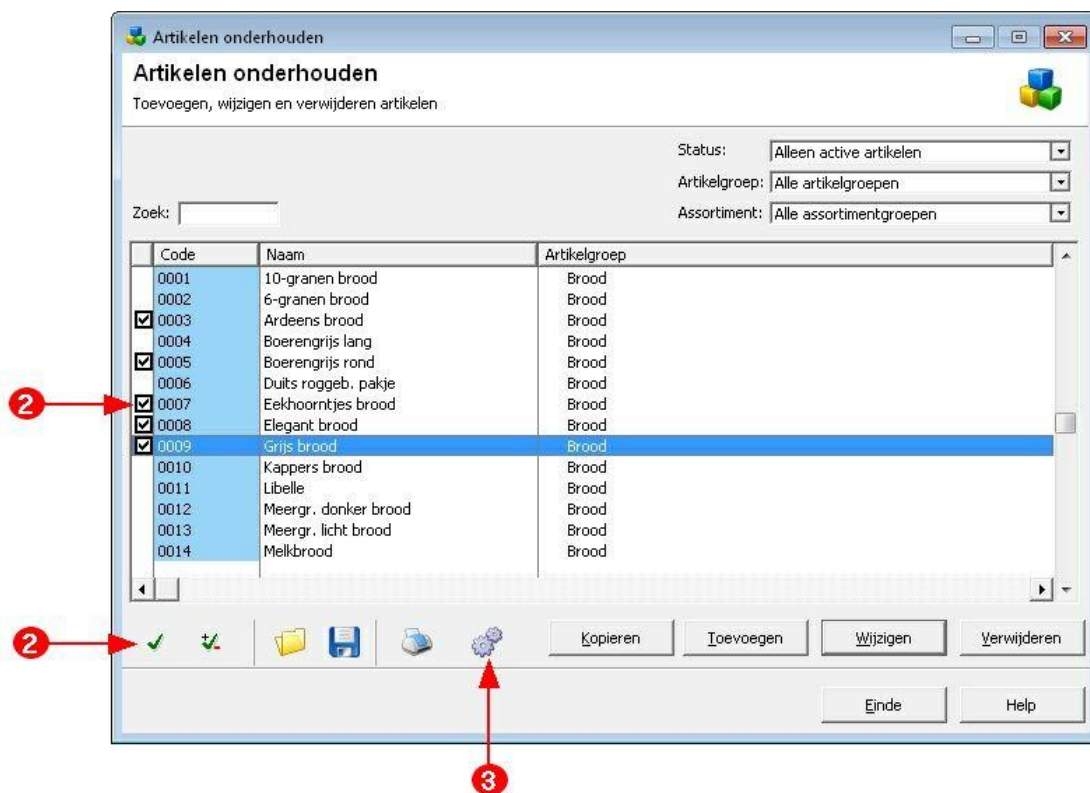 Artikelen onderhouden
Artikelen onderhouden
Toevoegen, wijzigen en verwijderen artikelen
Status: Alleen active artikelen
Artikelgroep: Alle artikelgroepen
Zoek: Assortiment: Alle assortimentgroepen
Code Naam Artikelgroep
0001 10-granen brood Brood
0002 6-granen brood Brood
0003 Ardeens brood Brood
0004 Boerengrijs lang Brood
0005 Boerengrijs rond Brood
0006 Duits roggeb. pakje Brood
2 0007 Eekhoorntjes brood Brood
0008 Elegant brood Brood
0009 Grijs brood Brood
0010 Kappers brood Brood
0011 Libelle Brood
0012 Meergr. donker brood Brood
0013 Meergr. licht brood Brood
0014 Melkbrood Brood
2 Kopieren Toevoegen Wijzigen Verwijderen
Einde Help
3